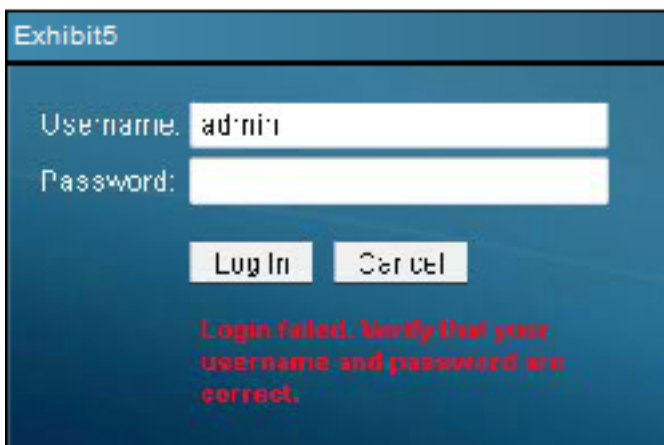 Exhibit5
Username: admin
Password:
Log In Cancel
Login failed. Verify that your
username and password are
correct.